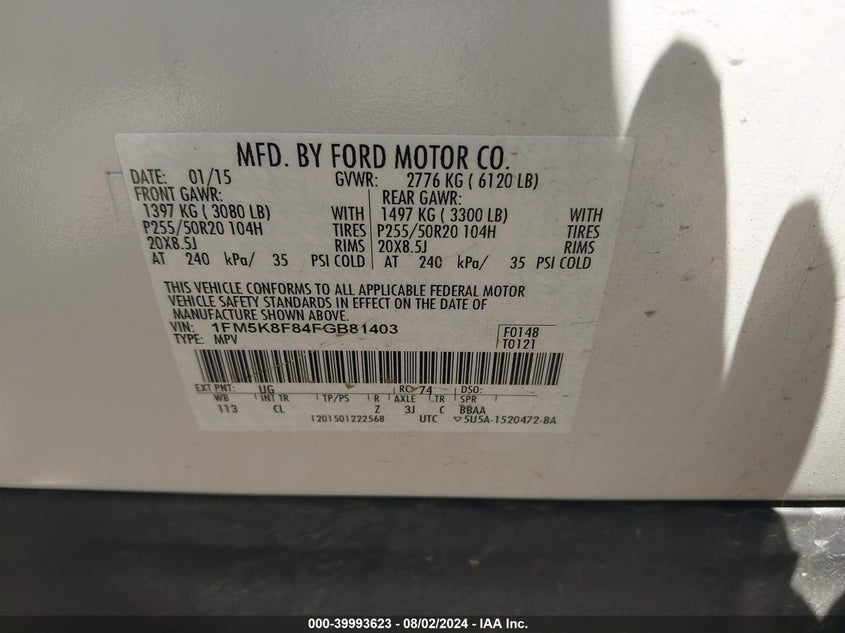 MFD. BY FORD MOTOR CO.
DATE: 01/15 GVWR: 2776 KG ( 6120 LB)
FRONT GAWR: REAR GAWR:
1397 KG ( 3080 LB) WITH 1497 KG ( 3300 LB) WITH
P255/50R20 104H TIRES P255/50R20 104H TIRES
20X8.5J RIMS 20X8.5J RIMS
AT 240 kPa/ 35 PSI COLD AT 240 kPa/ 35 PSI COLD
THIS VEHICLE CONFORMS TO ALL APPLICABLE FEDERAL MOTOR
VEHICLE SAFETY STANDARDS IN EFFECT ON THE DATE OF
MANUFACTURE SHOWN ABOVE.
VIN: 1FM5K8F84FGB81403 F0148
TYPE: MPV T0121
EXT PNT: UG RC: 74 DSO:
WB INT TR TP/PS R AXLE TR SPR
113 CL Z 3J C BBAA
1201501222568 UTC ▽5U5A-1520472-BA
000-39993623 - 08/02/2024 - IAA Inc.